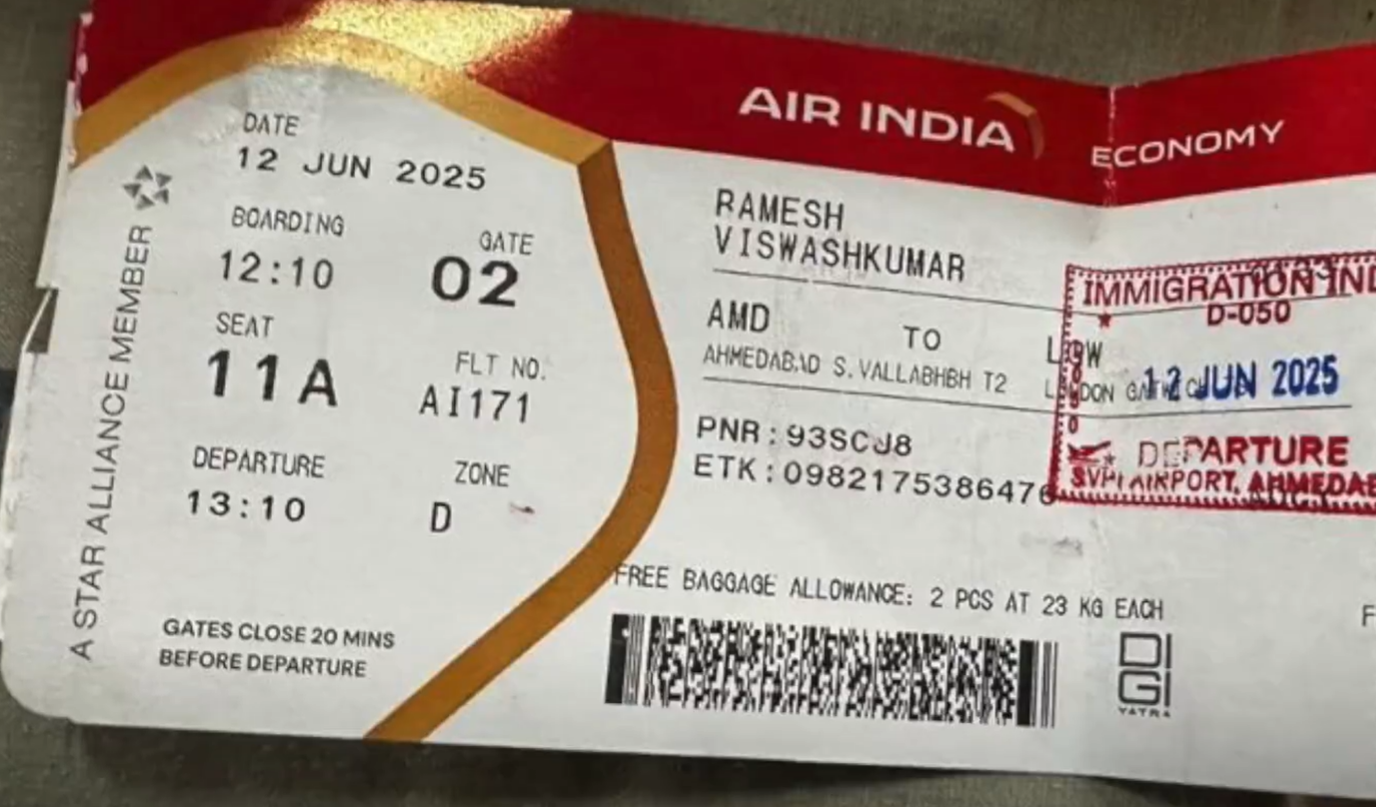 AIR INDIA
ECONOMY
DATE
12 JUN 2025
BOARDING
12:10
GATE
02
SEAT
11A
FLT NO.
AI171
DEPARTURE
13:10
ZONE
D
GATES CLOSE 20 MINS
BEFORE DEPARTURE
A STAR ALLIANCE MEMBER
RAMESH
VISWASHKUMAR
AMD TO LGW
AHMEDABAD S.VALLABHBH T2
PNR:93SCJ8
ETK:0982175386476
FREE BAGGAGE ALLOWANCE: 2 PCS AT 23 KG EACH
DIGI
YATRA
IMMIGRATION
D-050
12 JUN 2025
DEPARTURE
AIRPORT,